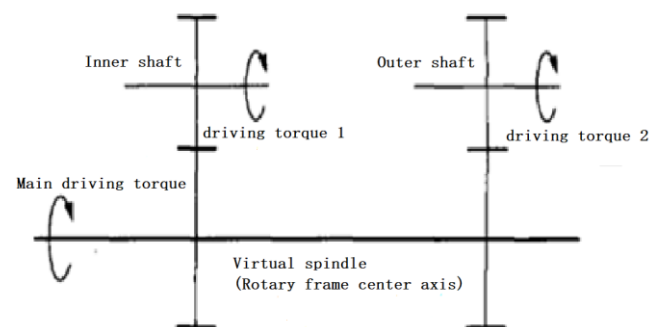 Inner shaft
Outer shaft
driving torque 1
driving torque 2
Main driving torque
Virtual spindle
(Rotary frame center axis)